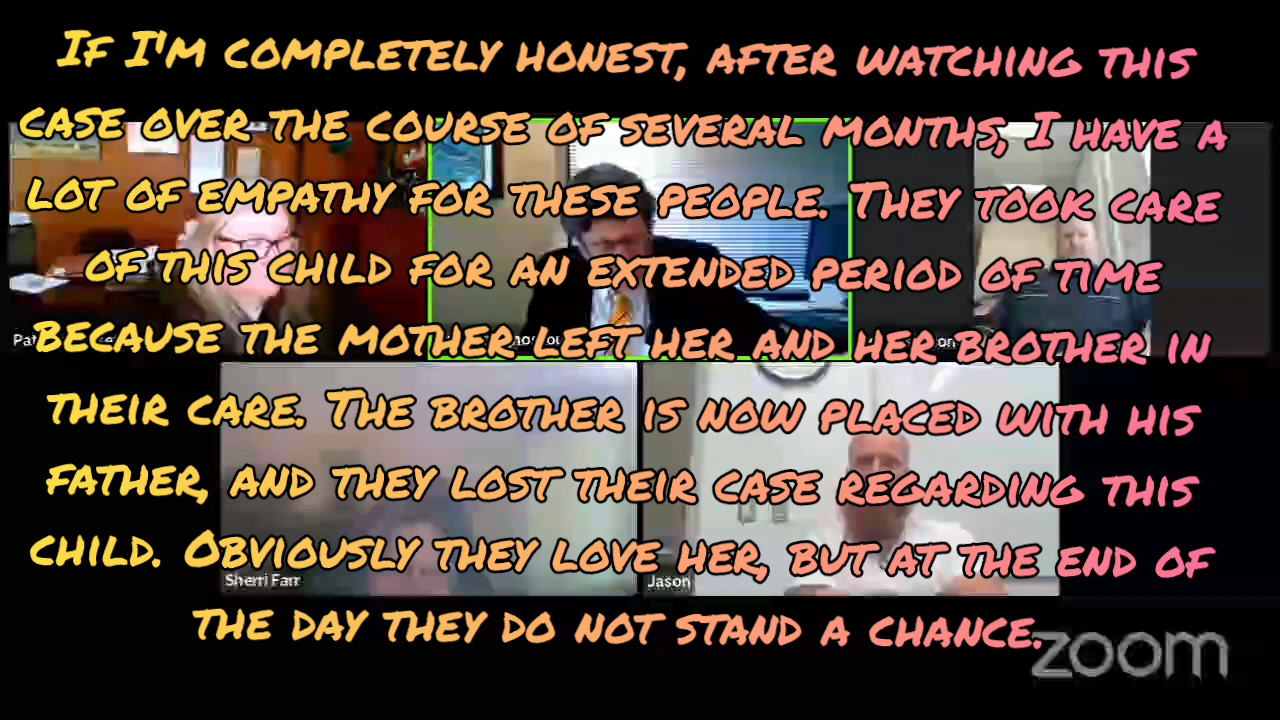 If I'm completely honest, after watching this
case over the course of several months, I have a
lot of empathy for these people. They took care
of this child for an extended period of time
because the mother left her and her brother in
their care. The brother is now placed with his
father, and they lost their case regarding this
child. Obviously they love her, but at the end of
the day they do not stand a chance.
Sherri Farr
Jason
zoom